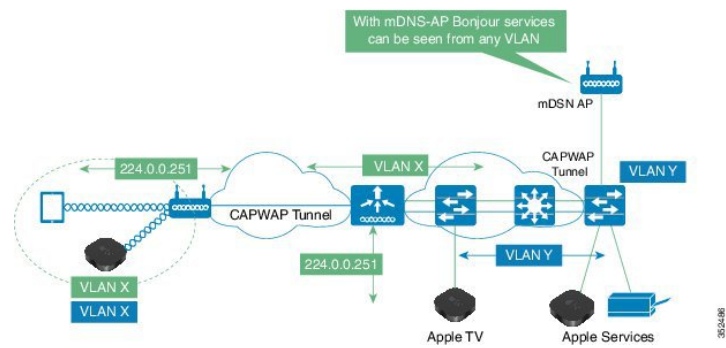 With mDNS-AP Bonjour services
can be seen from any VLAN
mDSN AP
224.0.0.251
VLAN X
CAPWAP
Tunnel
VLAN Y
CAPWAP Tunnel
224.0.0.251
VLAN Y
VLAN X
VLAN X
Apple TV
Apple Services
352486